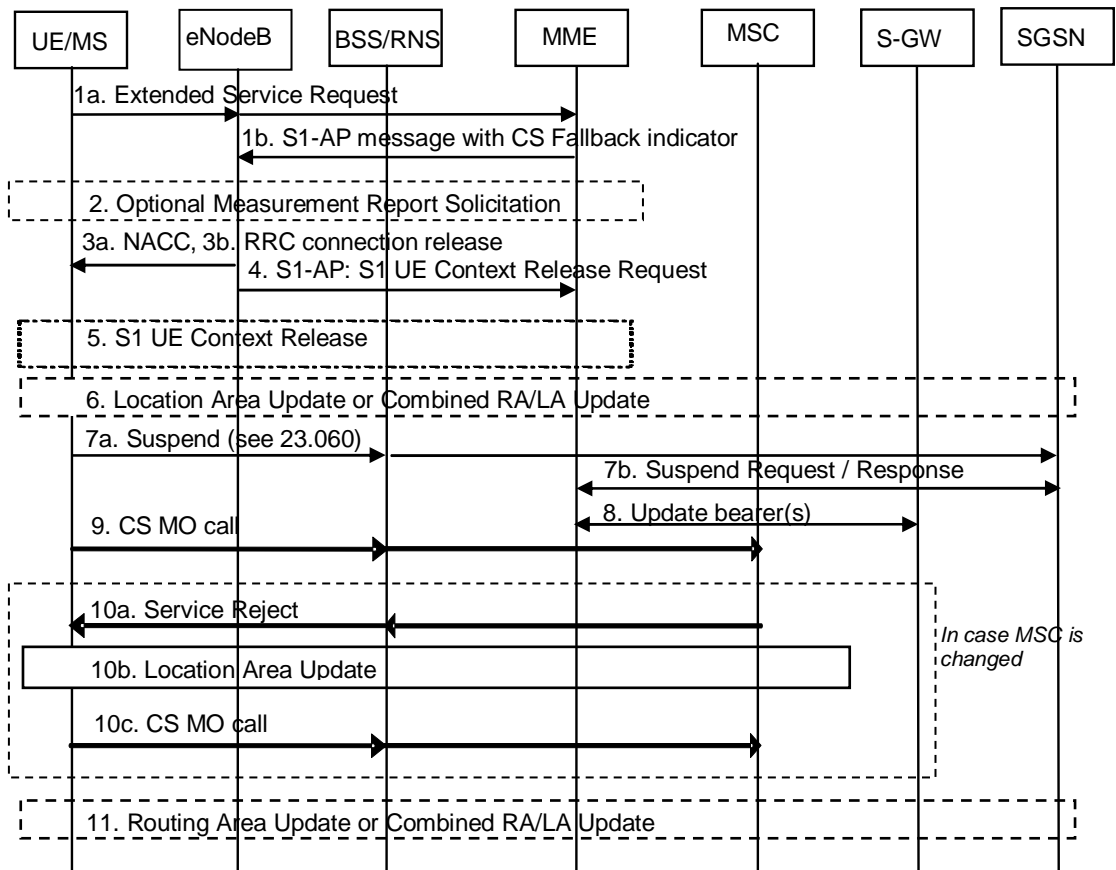 UE/MS
eNodeB
BSS/RNS
MME
MSC
S-GW
SGSN
1a. Extended Service Request
1b. S1-AP message with CS Fallback indicator
2. Optional Measurement Report Solicitation
3a. NACC, 3b. RRC connection release
4. S1-AP: S1 UE Context Release Request
5. S1 UE Context Release
6. Location Area Update or Combined RA/LA Update
7a. Suspend (see 23.060)
7b. Suspend Request / Response
8. Update bearer(s)
9. CS MO call
10a. Service Reject
In case MSC is
changed
10b. Location Area Update
10c. CS MO call
11. Routing Area Update or Combined RA/LA Update